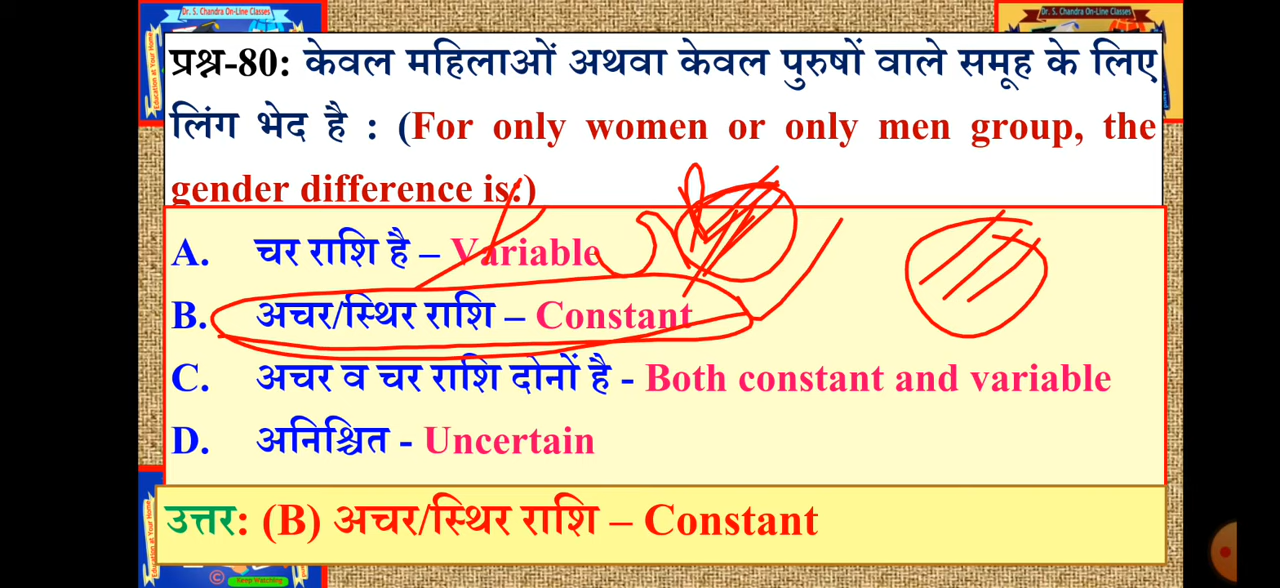 Dr. S. Chandra On-Line Classes
Dr. S. Chandra On-Line Classes
प्रश्न-80: केवल महिलाओं अथवा केवल पुरुषों वाले समूह के लिए
लिंग भेद है : (For only women or only men group, the
gender difference is:)
A. चर राशि है – Variable
B. अचर/स्थिर राशि – Constant
C. अचर व चर राशि दोनों है - Both constant and variable
D. अनिश्चित - Uncertain
उत्तर: (B) अचर/स्थिर राशि – Constant
© Keep Watching